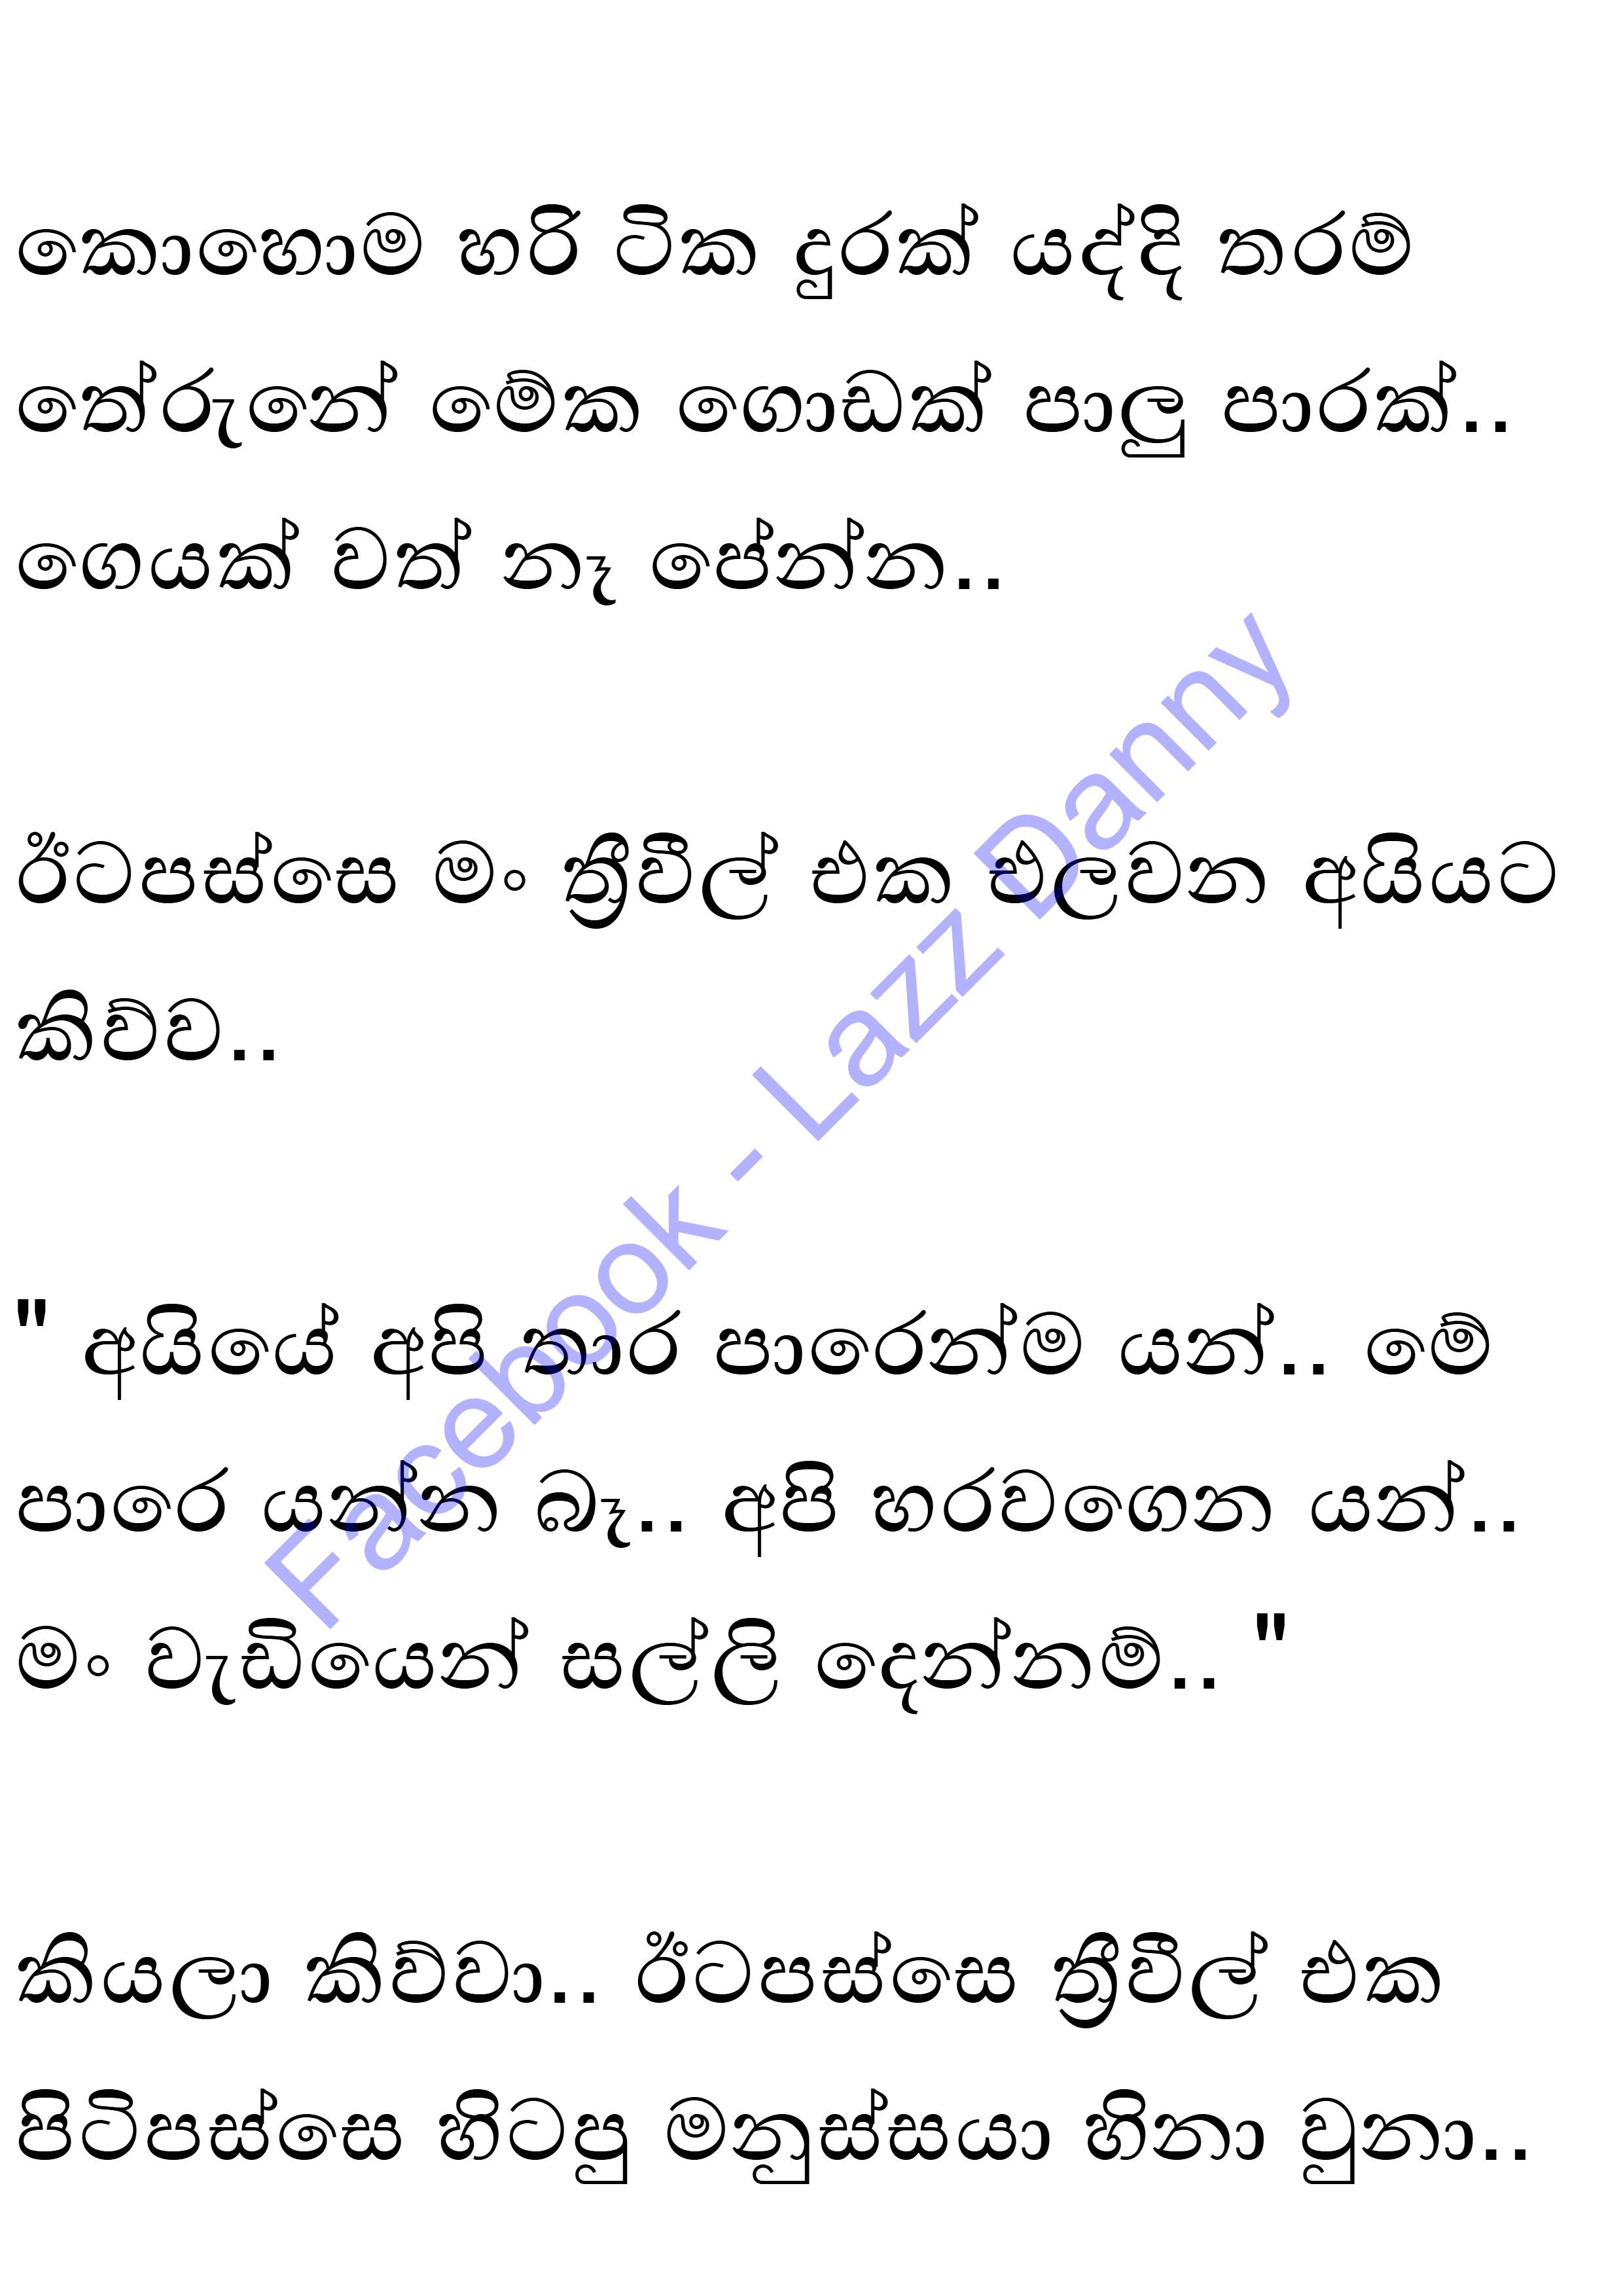 කොහොම හරි ටික දුරක් යද්දි තරම්
තේරුනේ මේක ගොඩක් පාලු පාරක්..
ගෙයක් වත් නෑ පේන්න..
ඊටපස්සෙ මං ත්‍රීවීල් එක එලවන අයියට
කිව්ව..
" අයියේ අපි කාර පාරෙන්ම යන්.. මේ
පාරෙ යන්න බෑ.. අපි හරවගෙන යන්..
මං වැඩියෙන් සල්ලි දෙන්නම්.. "
කියලා කිව්වා.. ඊටපස්සෙ ත්‍රීවීල් එක
පිටිපස්සෙ හිටපු මනුස්සයා හිනා වුනා..
Facebook - Lazz Danny